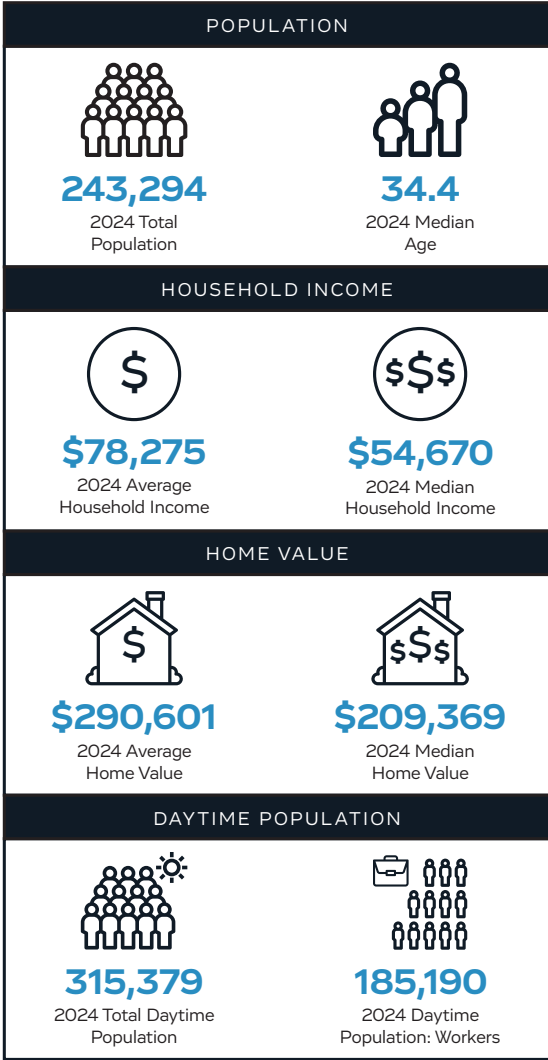 POPULATION
243,294
2024 Total
Population
34.4
2024 Median
Age
HOUSEHOLD INCOME
$
$78,275
2024 Average
Household Income
$$$
$54,670
2024 Median
Household Income
HOME VALUE
$
$290,601
2024 Average
Home Value
$$$
$209,369
2024 Median
Home Value
DAYTIME POPULATION
315,379
2024 Total Daytime
Population
185,190
2024 Daytime
Population: Workers